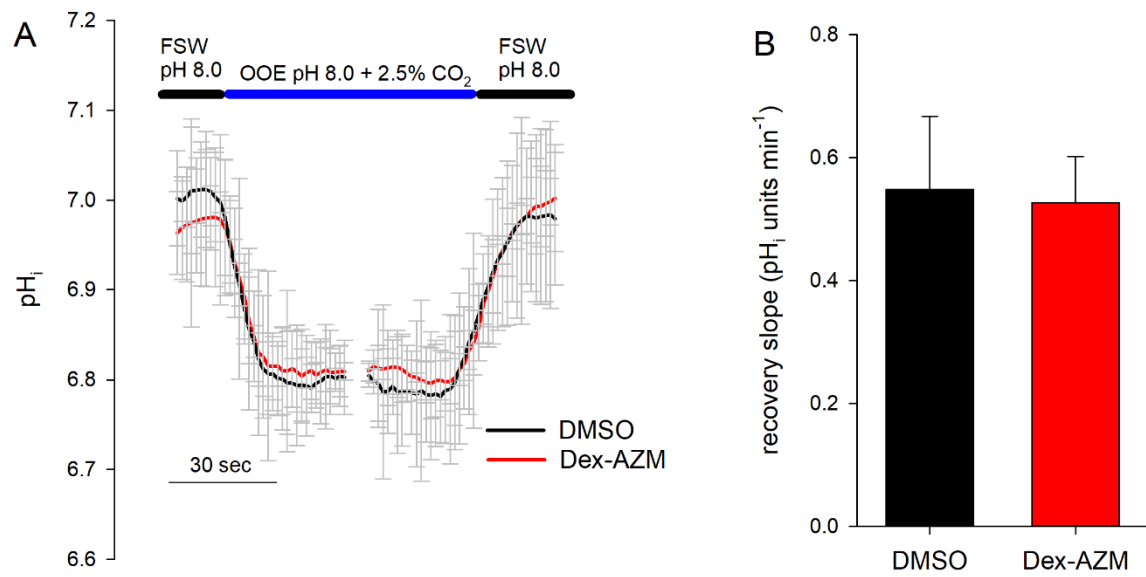 A
7.2
7.1
7.0
6.9
6.8
6.7
6.6
pHi
FSW
pH 8.0
OOE pH 8.0 + 2.5% CO2
FSW
pH 8.0
DMSO
Dex-AZM
30 sec
B
0.8
0.6
0.4
0.2
0.0
recovery slope (pHi units min-1)
DMSO
Dex-AZM